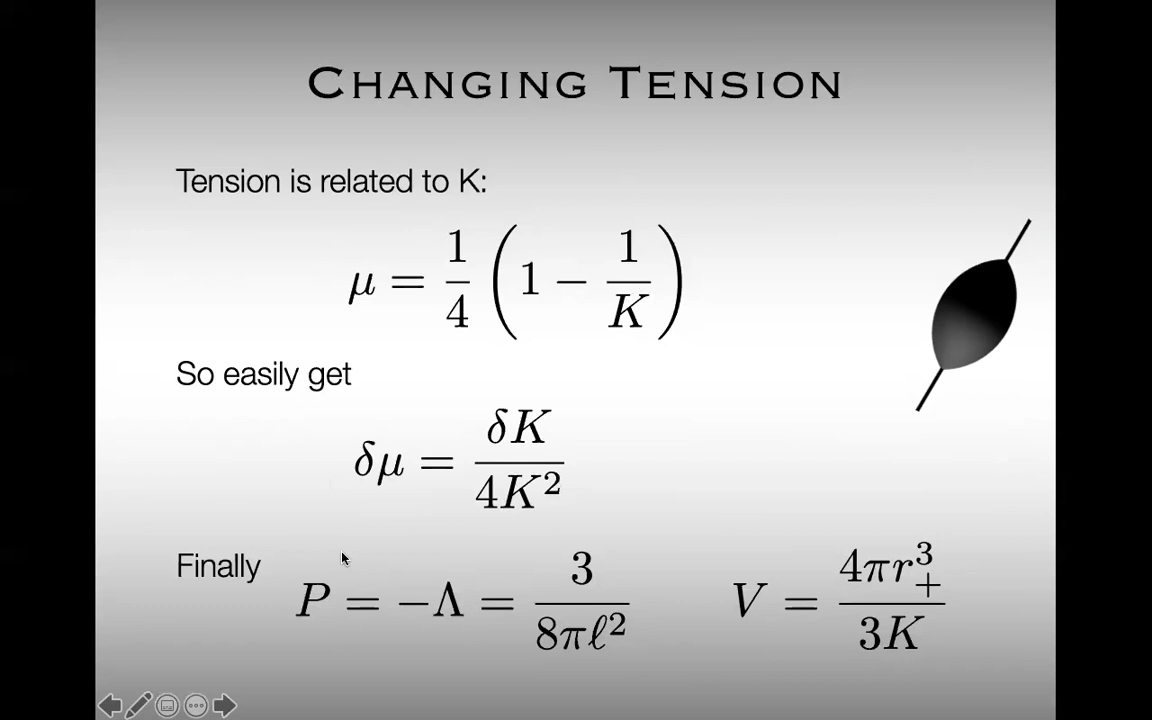 CHANGING TENSION
Tension is related to K:
μ = 1/4 (1 − 1/K)
So easily get
δμ = δK / 4K²
Finally
P = −Λ = 3 / 8πℓ²
V = 4πr₊³ / 3K